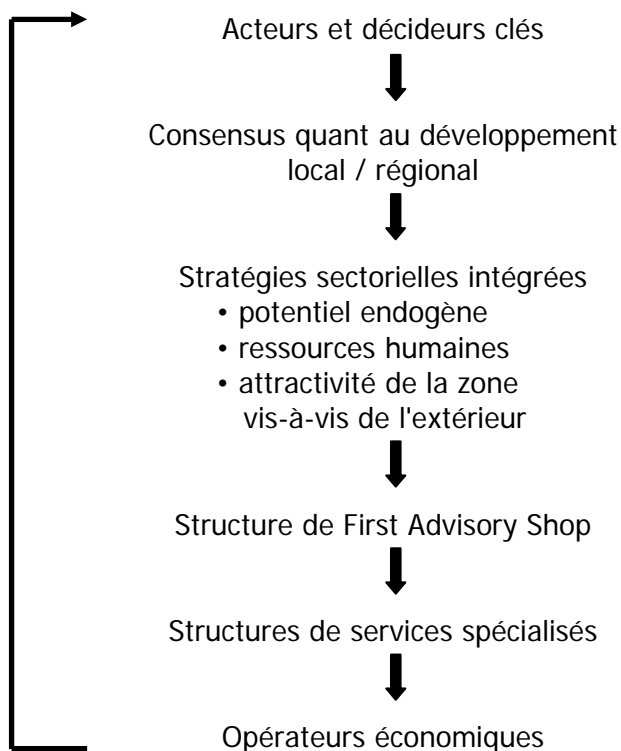 Acteurs et décideurs clés
Consensus quant au développement
local / régional
Stratégies sectorielles intégrées
• potentiel endogène
• ressources humaines
• attractivité de la zone
vis-à-vis de l'extérieur
Structure de First Advisory Shop
Structures de services spécialisés
Opérateurs économiques